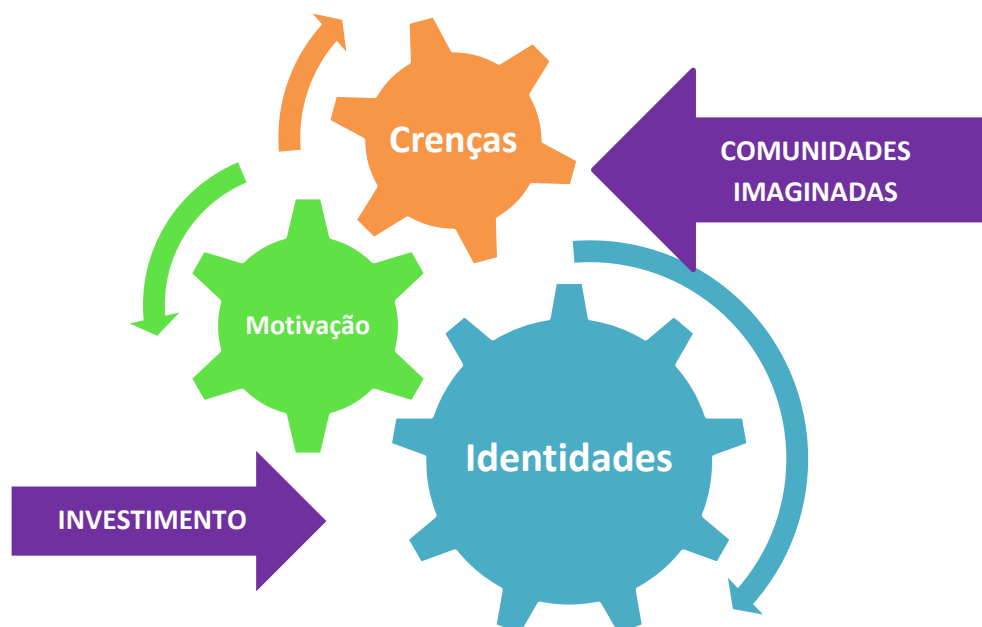 Crenças
COMUNIDADES
IMAGINADAS
Motivação
Identidades
INVESTIMENTO